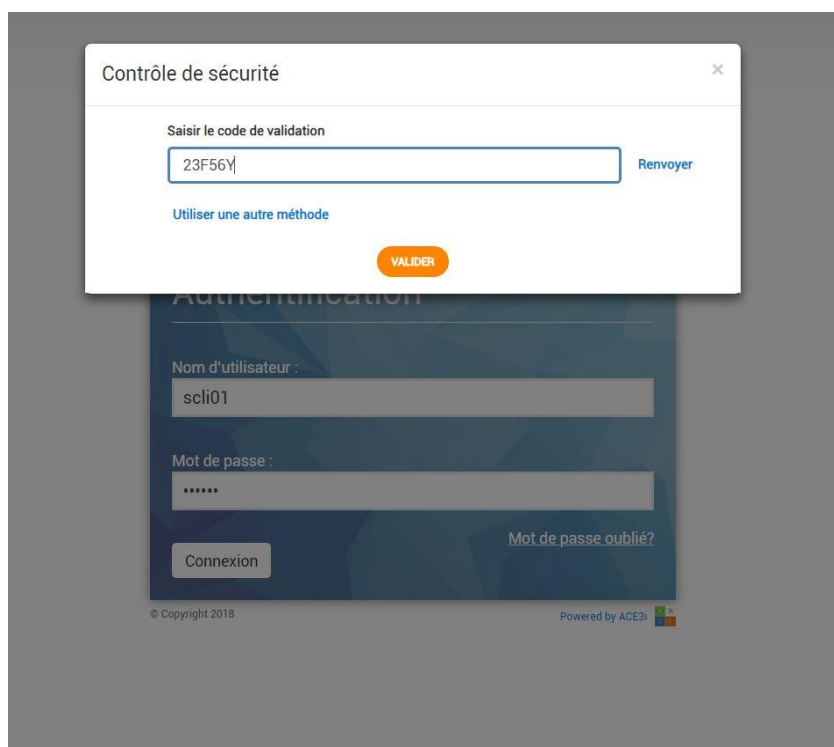 Contrôle de sécurité
×
Saisir le code de validation
23F56Y
Renvoyer
Utiliser une autre méthode
VALIDER
Authentification
Nom d'utilisateur :
scli01
Mot de passe :
••••••
Mot de passe oublié?
Connexion
© Copyright 2018
Powered by ACE3i